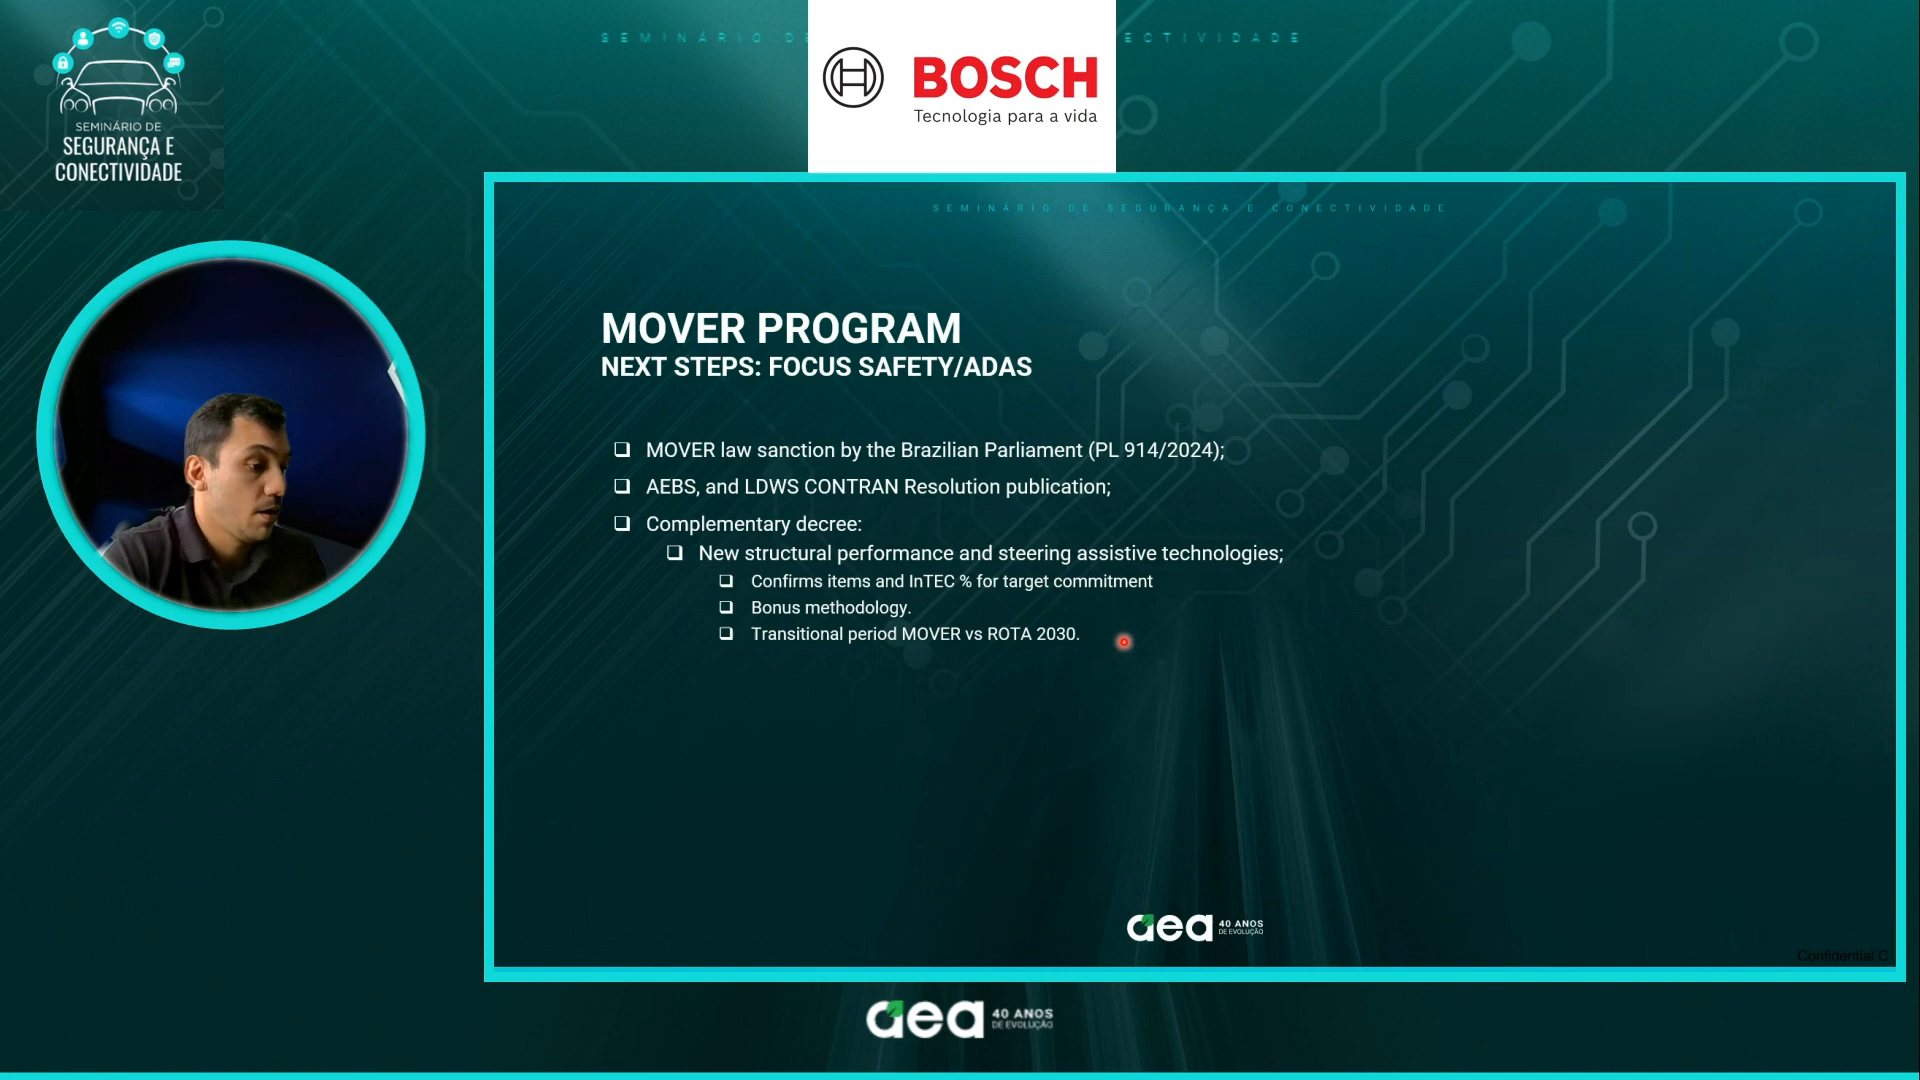 SEMINÁRIO DE
SEGURANÇA E
CONECTIVIDADE
SEMINÁRIO
ECTIVIDADE
BOSCH
Tecnologia para a vida
SEMINÁRIO DE SEGURANÇA E CONECTIVIDADE
MOVER PROGRAM
NEXT STEPS: FOCUS SAFETY/ADAS
MOVER law sanction by the Brazilian Parliament (PL 914/2024);
AEBS, and LDWS CONTRAN Resolution publication;
Complementary decree:
New structural performance and steering assistive technologies;
Confirms items and InTEC % for target commitment
Bonus methodology.
Transitional period MOVER vs ROTA 2030.
aea 40 ANOS
DE EVOLUÇÃO
Confidential C
aea 40 ANOS
DE EVOLUÇÃO